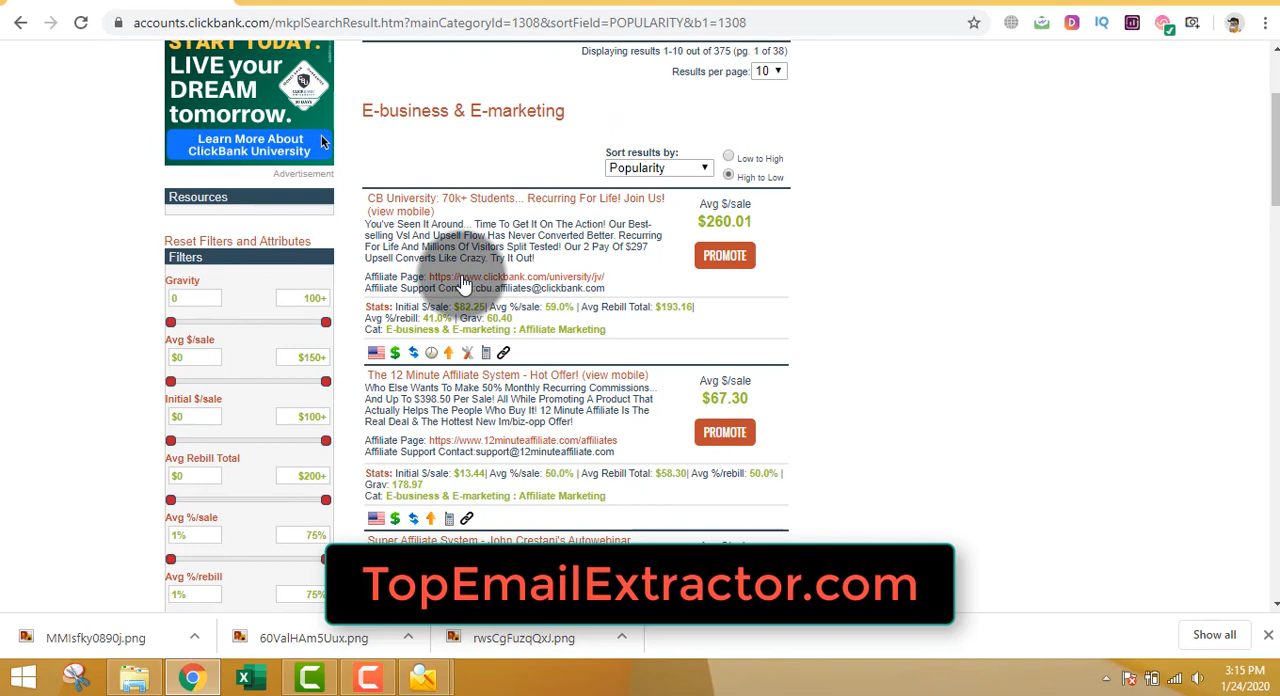 accounts.clickbank.com/mkplSearchResult.htm?mainCategoryId=1308&sortField=POPULARITY&b1=1308
START TODAY.
LIVE your
DREAM
tomorrow.
Learn More About
ClickBank University
Advertisement
Resources
Reset Filters and Attributes
Filters
Gravity
0 100+
Avg $/sale
$0 $150+
Initial $/sale
$0 $100+
Avg Rebill Total
$0 $200+
Avg %/sale
1% 75%
Avg %/rebill
1% 75%
Displaying results 1-10 out of 375 (pg. 1 of 38)
Results per page: 10
E-business & E-marketing
Sort results by:
Popularity
Low to High
High to Low
CB University: 70k+ Students... Recurring For Life! Join Us!
(view mobile)
You've Seen It Around... Time To Get It On The Action! Our Best-
selling Vsl And Upsell Flow Has Never Converted Better. Recurring
For Life And Millions Of Visitors Split Tested! Our 2 Pay Of $297
Upsell Converts Like Crazy. Try It Out!
Avg $/sale
$260.01
PROMOTE
Affiliate Page: https://www.clickbank.com/university/jv/
Affiliate Support Contact:cbu.affiliates@clickbank.com
Stats: Initial $/sale: $82.25| Avg %/sale: 59.0% | Avg Rebill Total: $193.16|
Avg %/rebill: 41.0% | Grav: 60.40
Cat: E-business & E-marketing : Affiliate Marketing
The 12 Minute Affiliate System - Hot Offer! (view mobile)
Who Else Wants To Make 50% Monthly Recurring Commissions...
And Up To $398.50 Per Sale! All While Promoting A Product That
Actually Helps The People Who Buy It! 12 Minute Affiliate Is The
Real Deal & The Hottest New Im/biz-opp Offer!
Avg $/sale
$67.30
PROMOTE
Affiliate Page: https://www.12minuteaffiliate.com/affiliates
Affiliate Support Contact:support@12minuteaffiliate.com
Stats: Initial $/sale: $13.44| Avg %/sale: 50.0% | Avg Rebill Total: $58.30| Avg %/rebill: 50.0% |
Grav: 178.97
Cat: E-business & E-marketing : Affiliate Marketing
Super Affiliate System - John Crestani's Autowebinar
TopEmailExtractor.com
MMIsfky0890j.png
60ValHAm5Uux.png
rwsCgFuzqQxJ.png
Show all
3:15 PM
1/24/2020